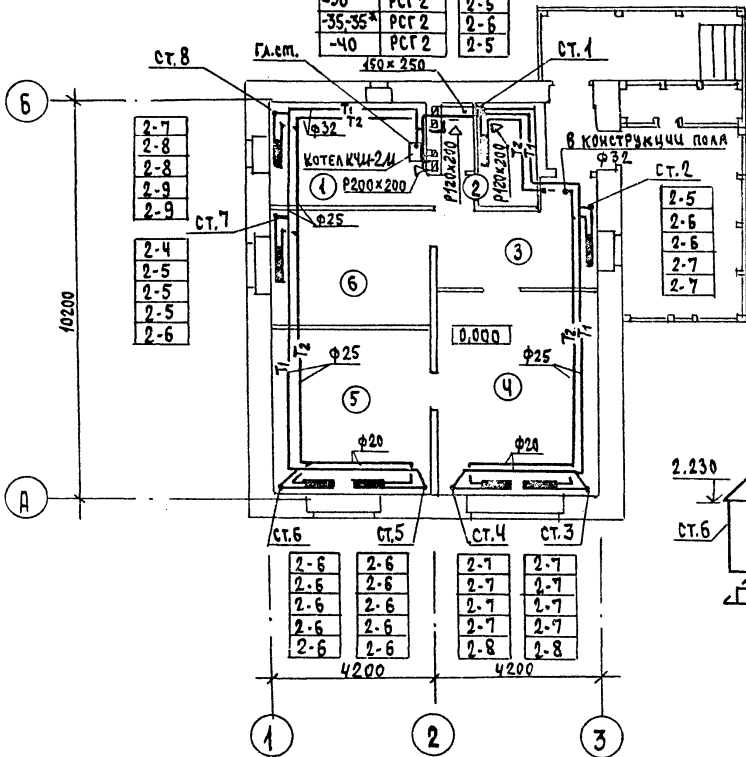 -30 РСГ 2 2-5
-35,-35* РСГ 2 2-6
-40 РСГ 2 2-5
Гл.ст.
Ст.8
150×250
Ст.1
Б
Т1
Т2
ф32
2-7
2-8
2-8
2-9
2-9
Котел КЧМ-2М
1
Р200×200
Р120×200
2
Р120×200
Т2
Т1
в конструкции пола
ф32
Ст.2
2-5
2-6
2-6
2-7
2-7
Ст.7
ф25
2-4
2-5
2-5
2-5
2-6
3
6
10200
0,000
Т1
Т2
ф25
Т2
Т1
ф25
5
4
ф20
ф20
А
2.230
Ст.6
Ст.6
Ст.5
Ст.4
Ст.3
2-6 2-6 2-7 2-7
2-6 2-6 2-7 2-7
2-6 2-6 2-7 2-7
2-6 2-6 2-7 2-7
2-6 2-6 2-8 2-8
4200
4200
1
2
3